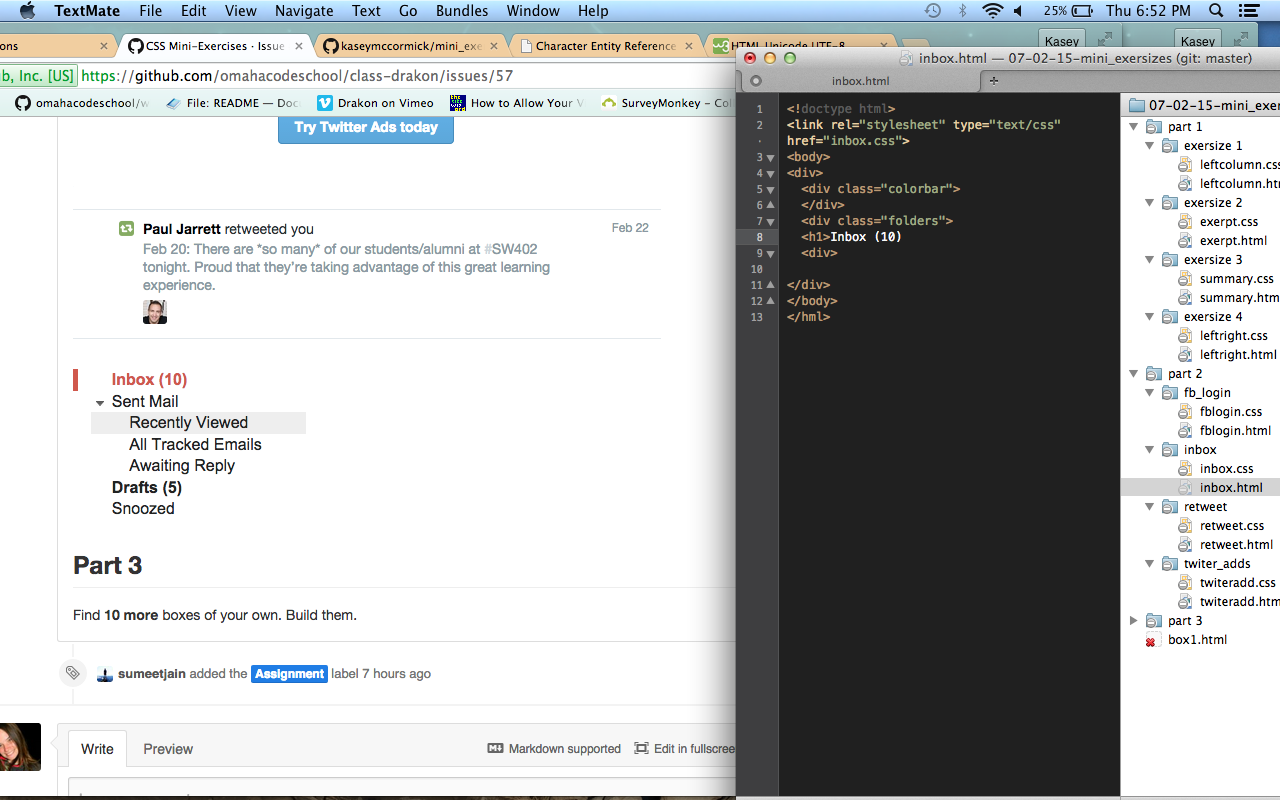 TextMate File Edit View Navigate Text Go Bundles Window Help 25% Thu 6:52 PM
ons CSS Mini-Exercises · Issue kaseymccormick/mini_exe Character Entity Reference HTML Unicode UTF-8 Kasey Kasey
b, Inc. [US] https://github.com/omahacodeschool/class-drakon/issues/57
omahacodeschool/w File: README — Doc Drakon on Vimeo How to Allow Your V SurveyMonkey – Col
Try Twitter Ads today
Paul Jarrett retweeted you Feb 22
Feb 20: There are *so many* of our students/alumni at #SW402
tonight. Proud that they're taking advantage of this great learning
experience.
Inbox (10)
Sent Mail
Recently Viewed
All Tracked Emails
Awaiting Reply
Drafts (5)
Snoozed
Part 3
Find 10 more boxes of your own. Build them.
sumeetjain added the Assignment label 7 hours ago
Write Preview Markdown supported Edit in fullscree
inbox.html — 07-02-15-mini_exersizes (git: master)
inbox.html
1 <!doctype html>
2 <link rel="stylesheet" type="text/css"
href="inbox.css">
3 <body>
4 <div>
5 <div class="colorbar">
6 </div>
7 <div class="folders">
8 <h1>Inbox (10)
9 <div>
10
11 </div>
12 </body>
13 </hml>
07-02-15-mini_exer
part 1
exersize 1
leftcolumn.css
leftcolumn.htm
exersize 2
exerpt.css
exerpt.html
exersize 3
summary.css
summary.htm
exersize 4
leftright.css
leftright.html
part 2
fb_login
fblogin.css
fblogin.html
inbox
inbox.css
inbox.html
retweet
retweet.css
retweet.html
twiter_adds
twiteradd.css
twiteradd.htm
part 3
box1.html